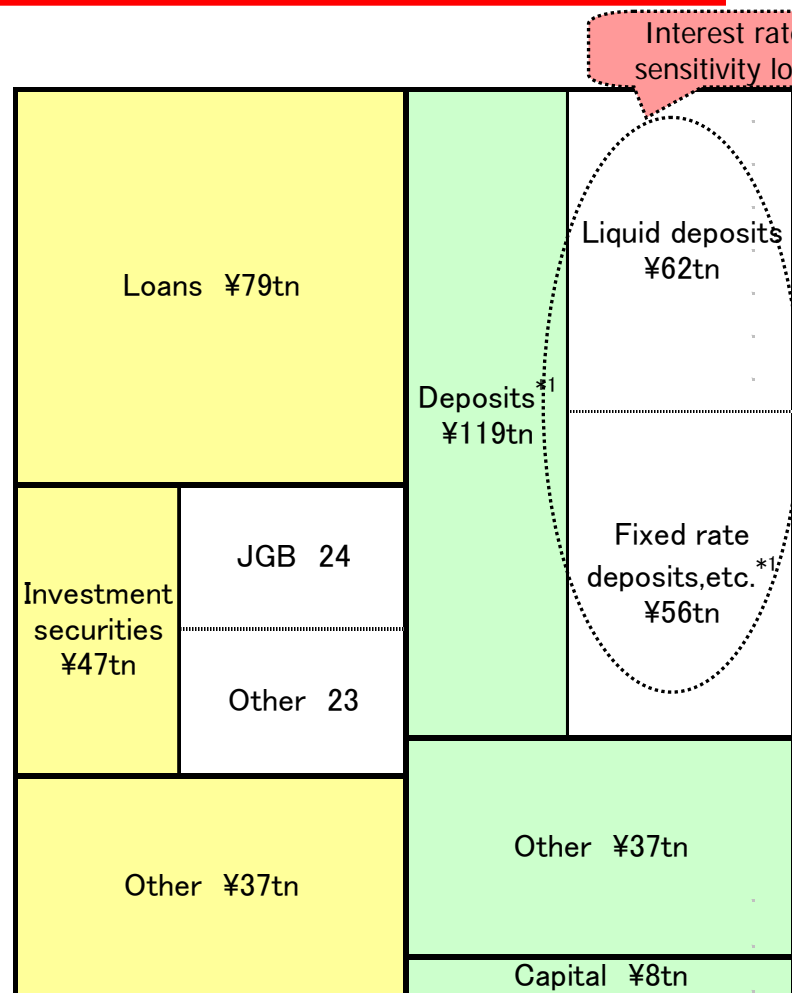 Interest rat
sensitivity lo
Loans ¥79tn
Investment
securities
¥47tn
JGB 24
Other 23
Other ¥37tn
Deposits*1
¥119tn
Liquid deposits
¥62tn
Fixed rate
deposits,etc.*1
¥56tn
Other ¥37tn
Capital ¥8tn